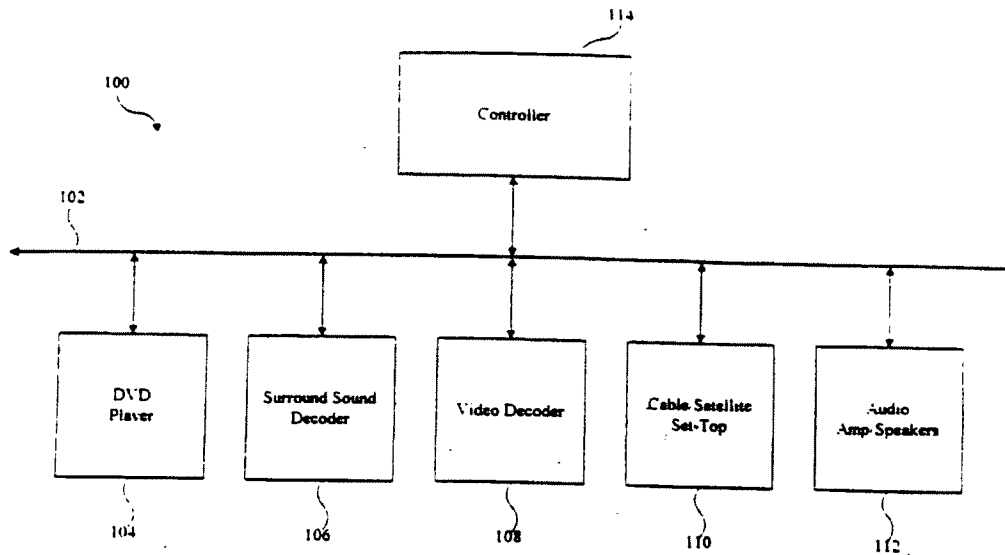 114
100
Controller
102
DVD
Player
Surround Sound
Decoder
Video Decoder
Cable Satellite
Set-Top
Audio
Amp Speakers
104
106
108
110
112